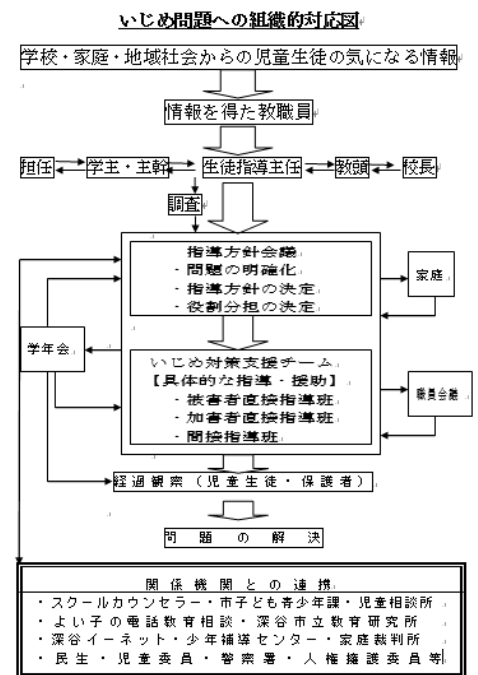 いじめ問題への組織的対応図
学校・家庭・地域社会からの児童生徒の気になる情報
情報を得た教職員
担任 学主・主幹 生徒指導主任 教頭 校長
調査
指導方針会議
・問題の明確化
・指導方針の決定
・役割分担の決定
家庭
学年会
いじめ対策支援チーム
【具体的な指導・援助】
・被害者直接指導班
・加害者直接指導班
・間接指導班
職員会議
経過観察（児童生徒・保護者）
問題の解決
関係機関との連携
・スクールカウンセラー・市子ども青少年課・児童相談所
・よい子の電話教育相談・深谷市立教育研究所
・深谷イーネット・少年補導センター・家庭裁判所
・民生・児童委員・警察署・人権擁護委員等